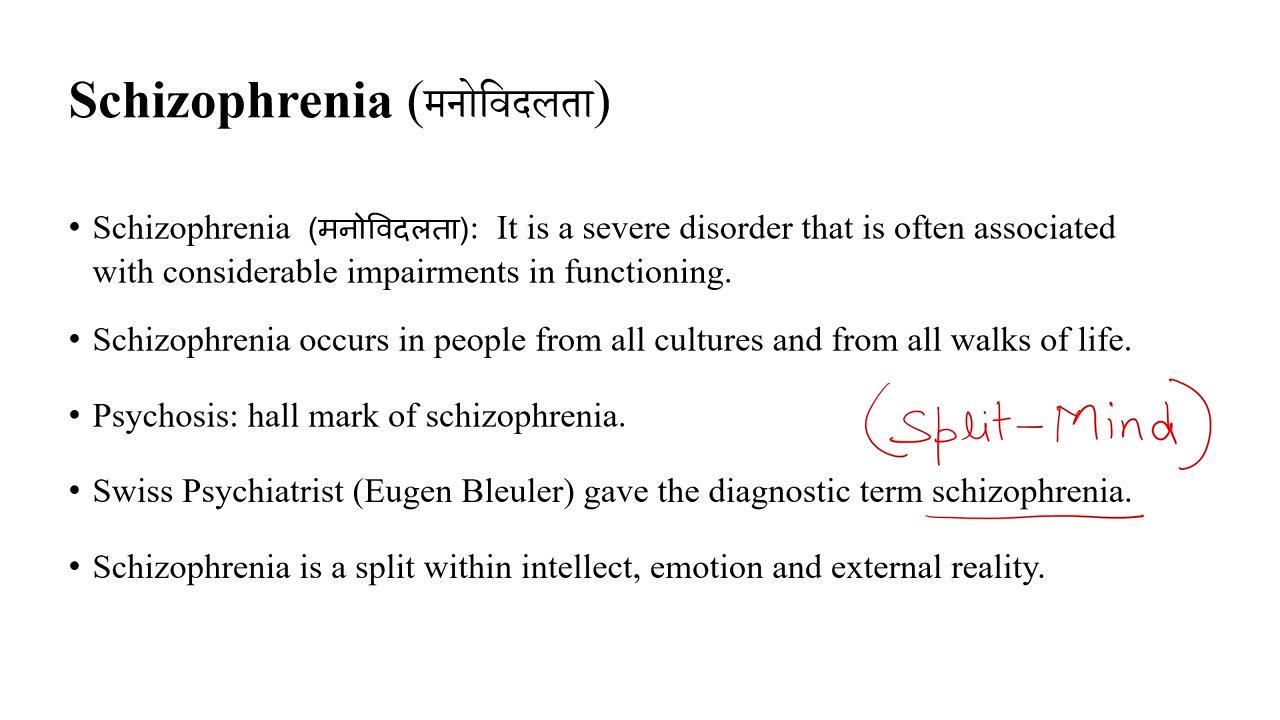 Schizophrenia (मनोविदलता)
• Schizophrenia (मनोविदलता): It is a severe disorder that is often associated
with considerable impairments in functioning.
• Schizophrenia occurs in people from all cultures and from all walks of life.
• Psychosis: hall mark of schizophrenia.
(Split-Mind)
• Swiss Psychiatrist (Eugen Bleuler) gave the diagnostic term schizophrenia.
• Schizophrenia is a split within intellect, emotion and external reality.